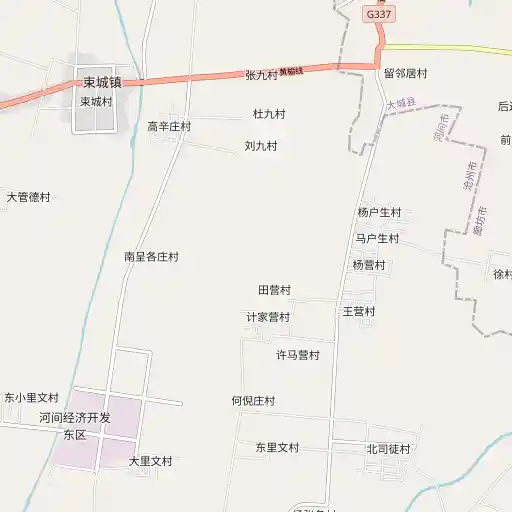 G337
黄榆线
张九村
留邻居村
束城镇
束城村
大城县
后
高辛庄村
杜九村
河间市
前
刘九村
沧州市
大管德村
杨户生村
廊坊市
马户生村
南呈各庄村
杨营村
徐村
田营村
计家营村
王营村
许马营村
东小里文村
何倪庄村
河间经济开发
东区
东里文村
北司徒村
大里文村